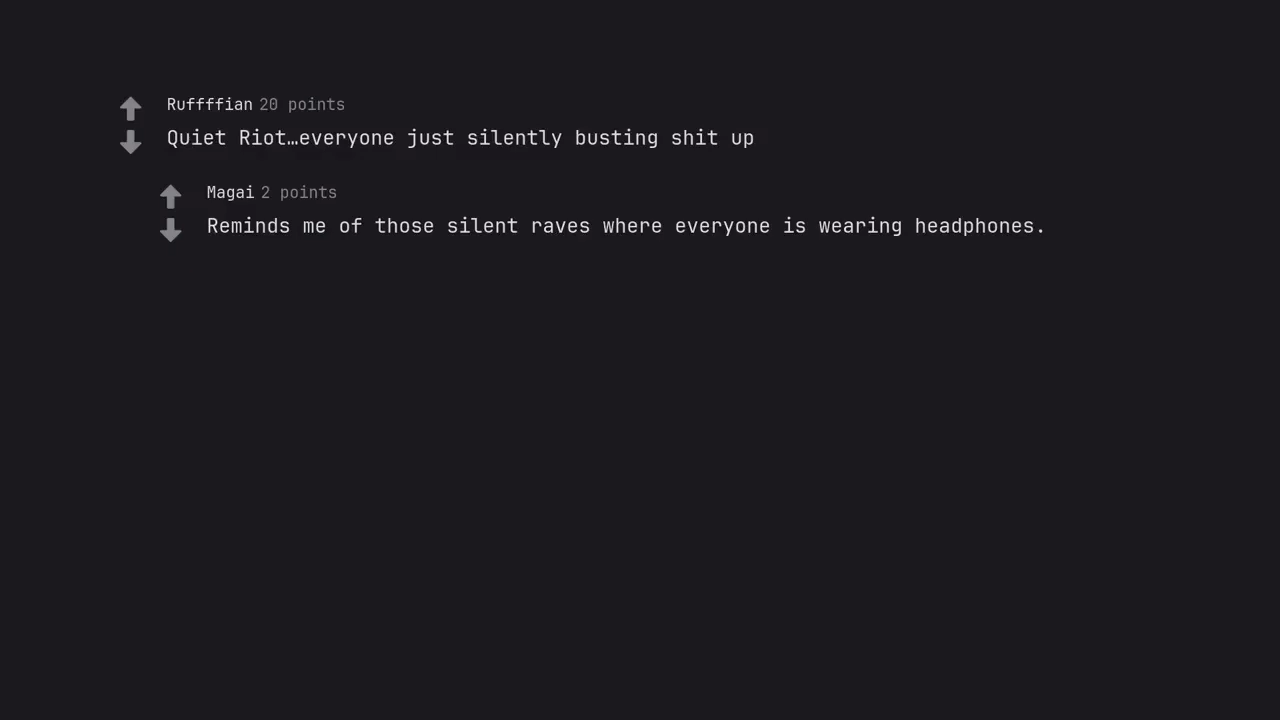 Ruffffian 20 points
Quiet Riot…everyone just silently busting shit up
Magai 2 points
Reminds me of those silent raves where everyone is wearing headphones.